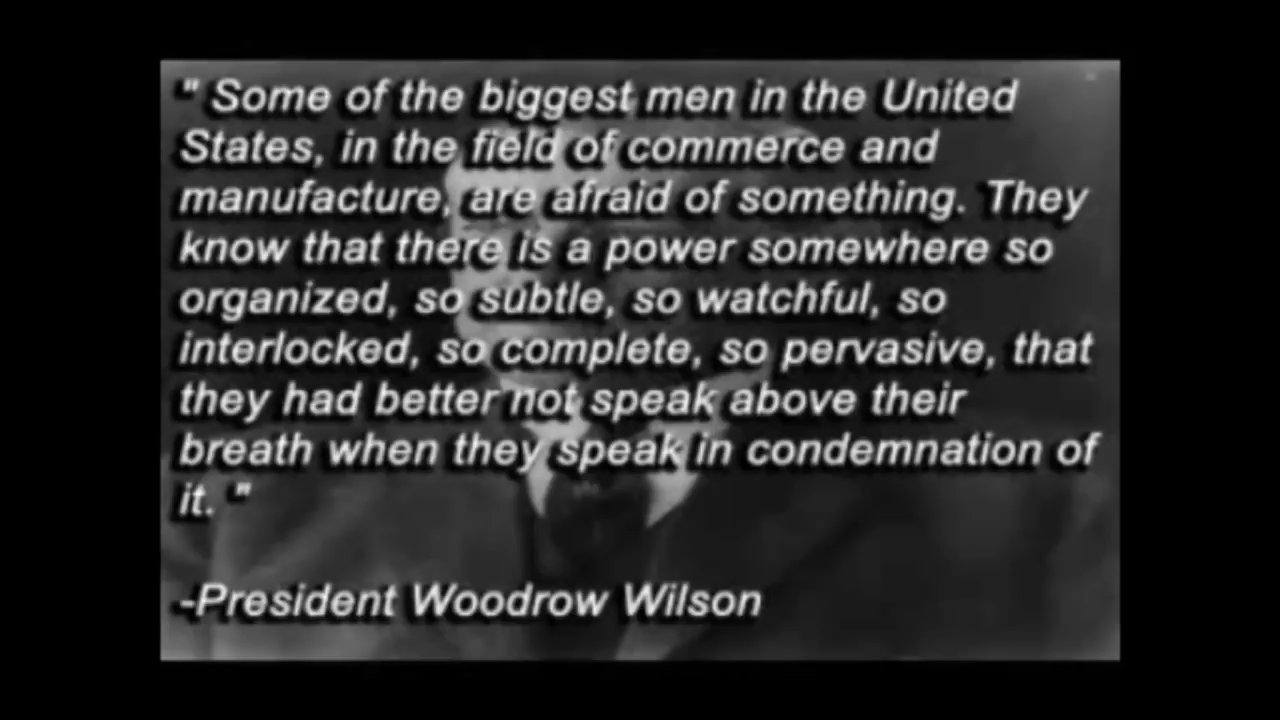 " Some of the biggest men in the United
States, in the field of commerce and
manufacture, are afraid of something. They
know that there is a power somewhere so
organized, so subtle, so watchful, so
interlocked, so complete, so pervasive, that
they had better not speak above their
breath when they speak in condemnation of
it. "
-President Woodrow Wilson